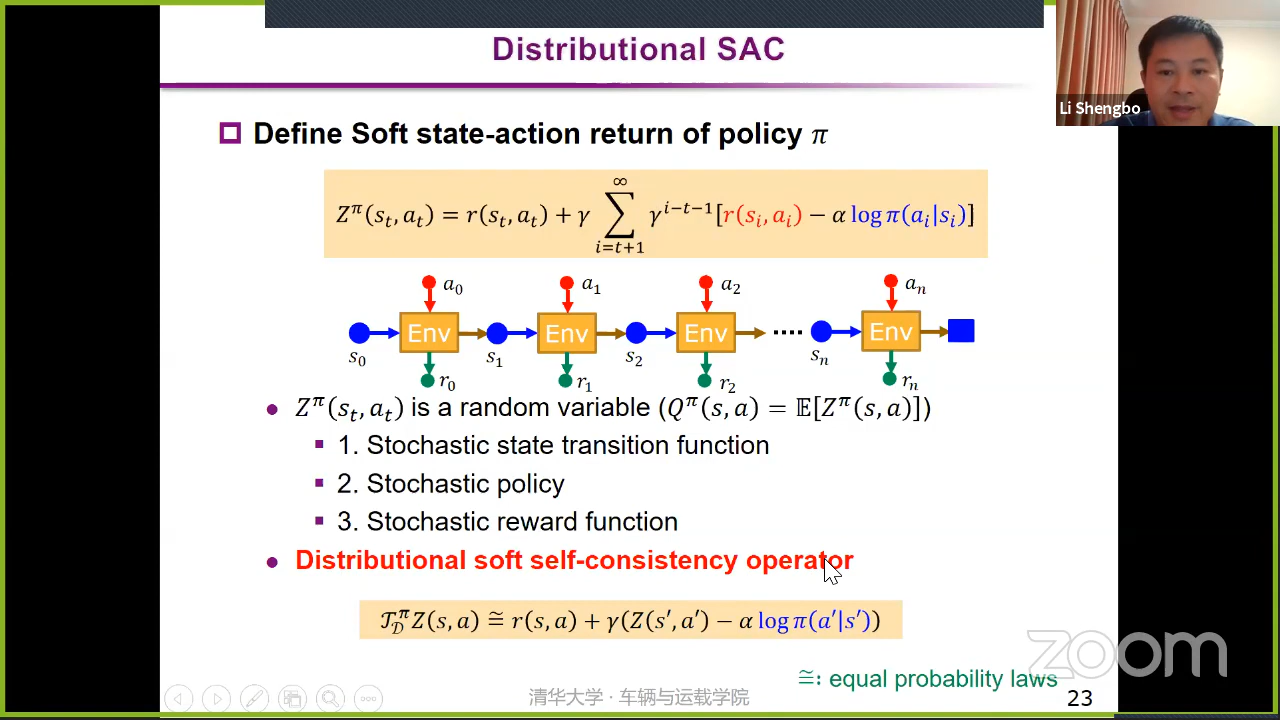 Distributional SAC
Li Shengbo
Define Soft state-action return of policy π
Z^π(s_t, a_t) = r(s_t, a_t) + γ ∑_{i=t+1}^{∞} γ^{i−t−1}[r(s_i, a_i) − α log π(a_i|s_i)]
a_0 a_1 a_2 a_n
Env Env Env ····· Env
s_0 s_1 s_2 s_n
r_0 r_1 r_2 r_n
• Z^π(s_t, a_t) is a random variable (Q^π(s, a) = 𝔼[Z^π(s, a)])
▪ 1. Stochastic state transition function
▪ 2. Stochastic policy
▪ 3. Stochastic reward function
• Distributional soft self-consistency operator
𝒯_𝒟^π Z(s, a) ≅ r(s, a) + γ(Z(s′, a′) − α log π(a′|s′))
zoom
≅: equal probability laws
清华大学 · 车辆与运载学院
23